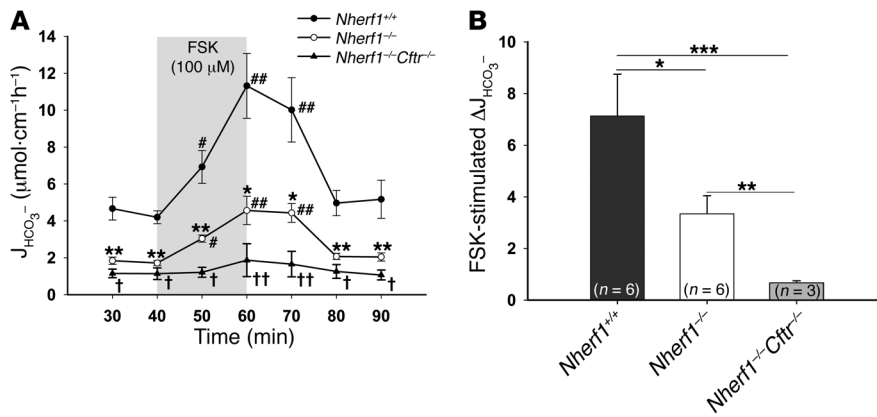 A
Nherf1+/+
Nherf1–/–
Nherf1–/–Cftr–/–
FSK
(100 μM)
14
12
10
8
6
4
2
0
JHCO3– (μmol·cm–1h–1)
#
##
##
*
##
*
##
**
**
**
#
**
**
†
†
†
††
††
†
†
30 40 50 60 70 80 90
Time (min)
B
FSK-stimulated ΔJHCO3–
10
8
6
4
2
0
***
*
**
(n = 6) (n = 6) (n = 3)
Nherf1+/+
Nherf1–/–
Nherf1–/–Cftr–/–